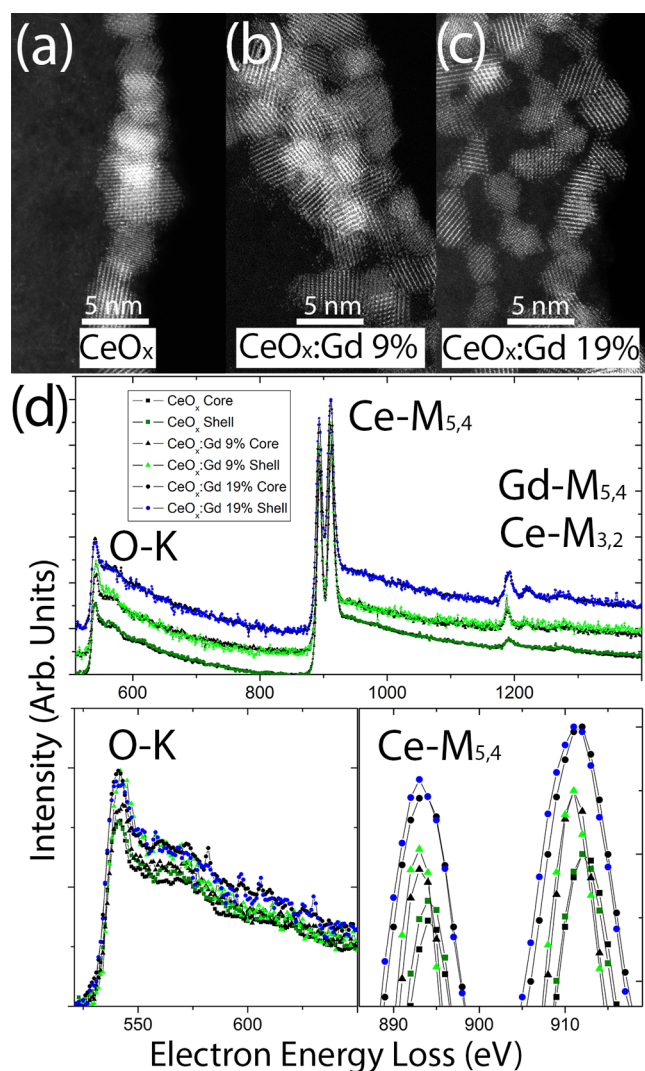 (a) (b) (c)
5 nm 5 nm 5 nm
CeOₓ CeOₓ:Gd 9% CeOₓ:Gd 19%
(d)
CeOₓ Core
CeOₓ Shell
CeOₓ:Gd 9% Core
CeOₓ:Gd 9% Shell
CeOₓ:Gd 19% Core
CeOₓ:Gd 19% Shell
Ce-M₅,₄
Gd-M₅,₄
Ce-M₃,₂
O-K
600 800 1000 1200
O-K
Ce-M₅,₄
Intensity (Arb. Units)
550 600 890 900 910
Electron Energy Loss (eV)